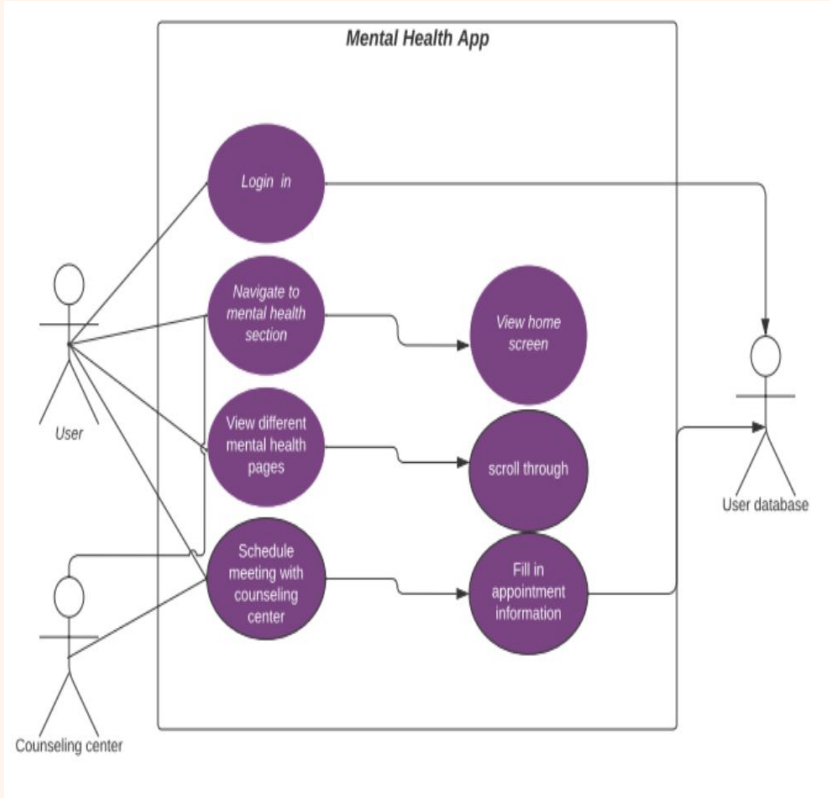 Mental Health App
Login in
Navigate to
mental health
section
View home
screen
View different
mental health
pages
scroll through
User
User database
Schedule
meeting with
counseling
center
Fill in
appointment
information
Counseling center